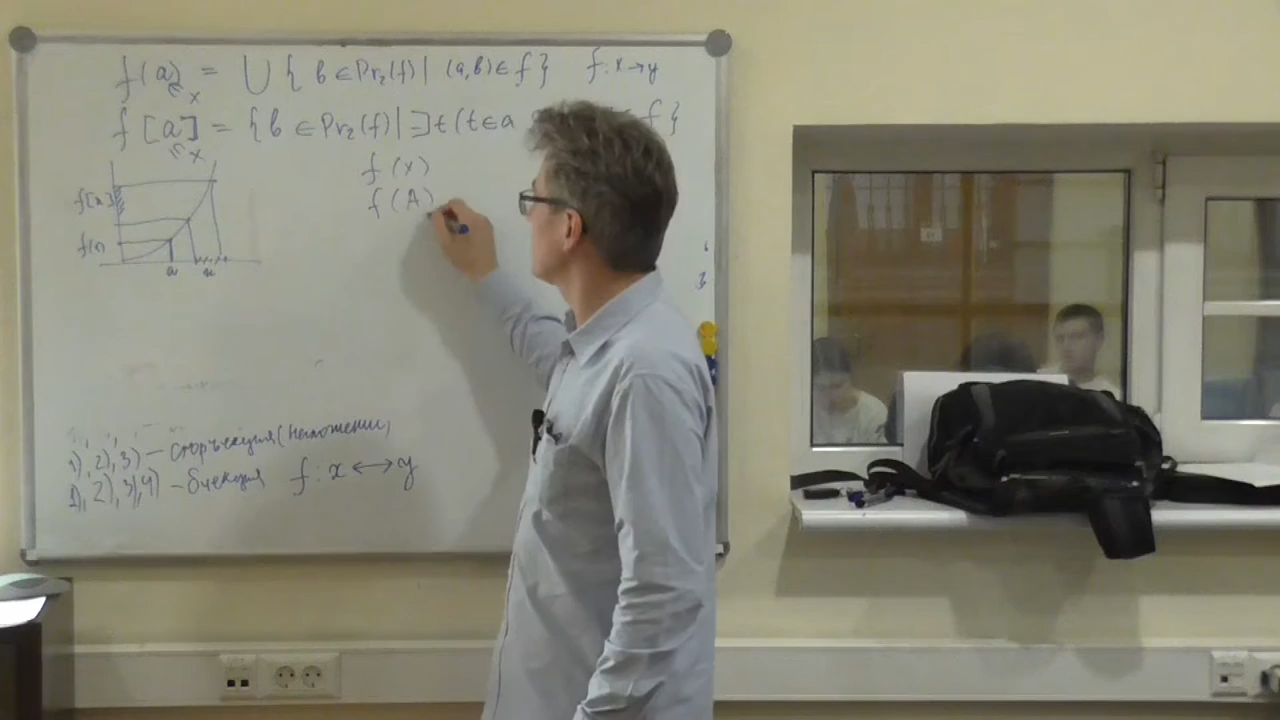 f(a) = ∪ { b ∈ Pr₂(f) | (a,b) ∈ f } f: x → y
∈ x
f[a] = { b ∈ Pr₂(f) | ∃ t (t ∈ a f }
⊆ x
f(x)
f(A)
f(a)
a
1), 2), 3) – сюръекция (наложение)
1), 2), 3), 4) – биекция f: x ↔ y